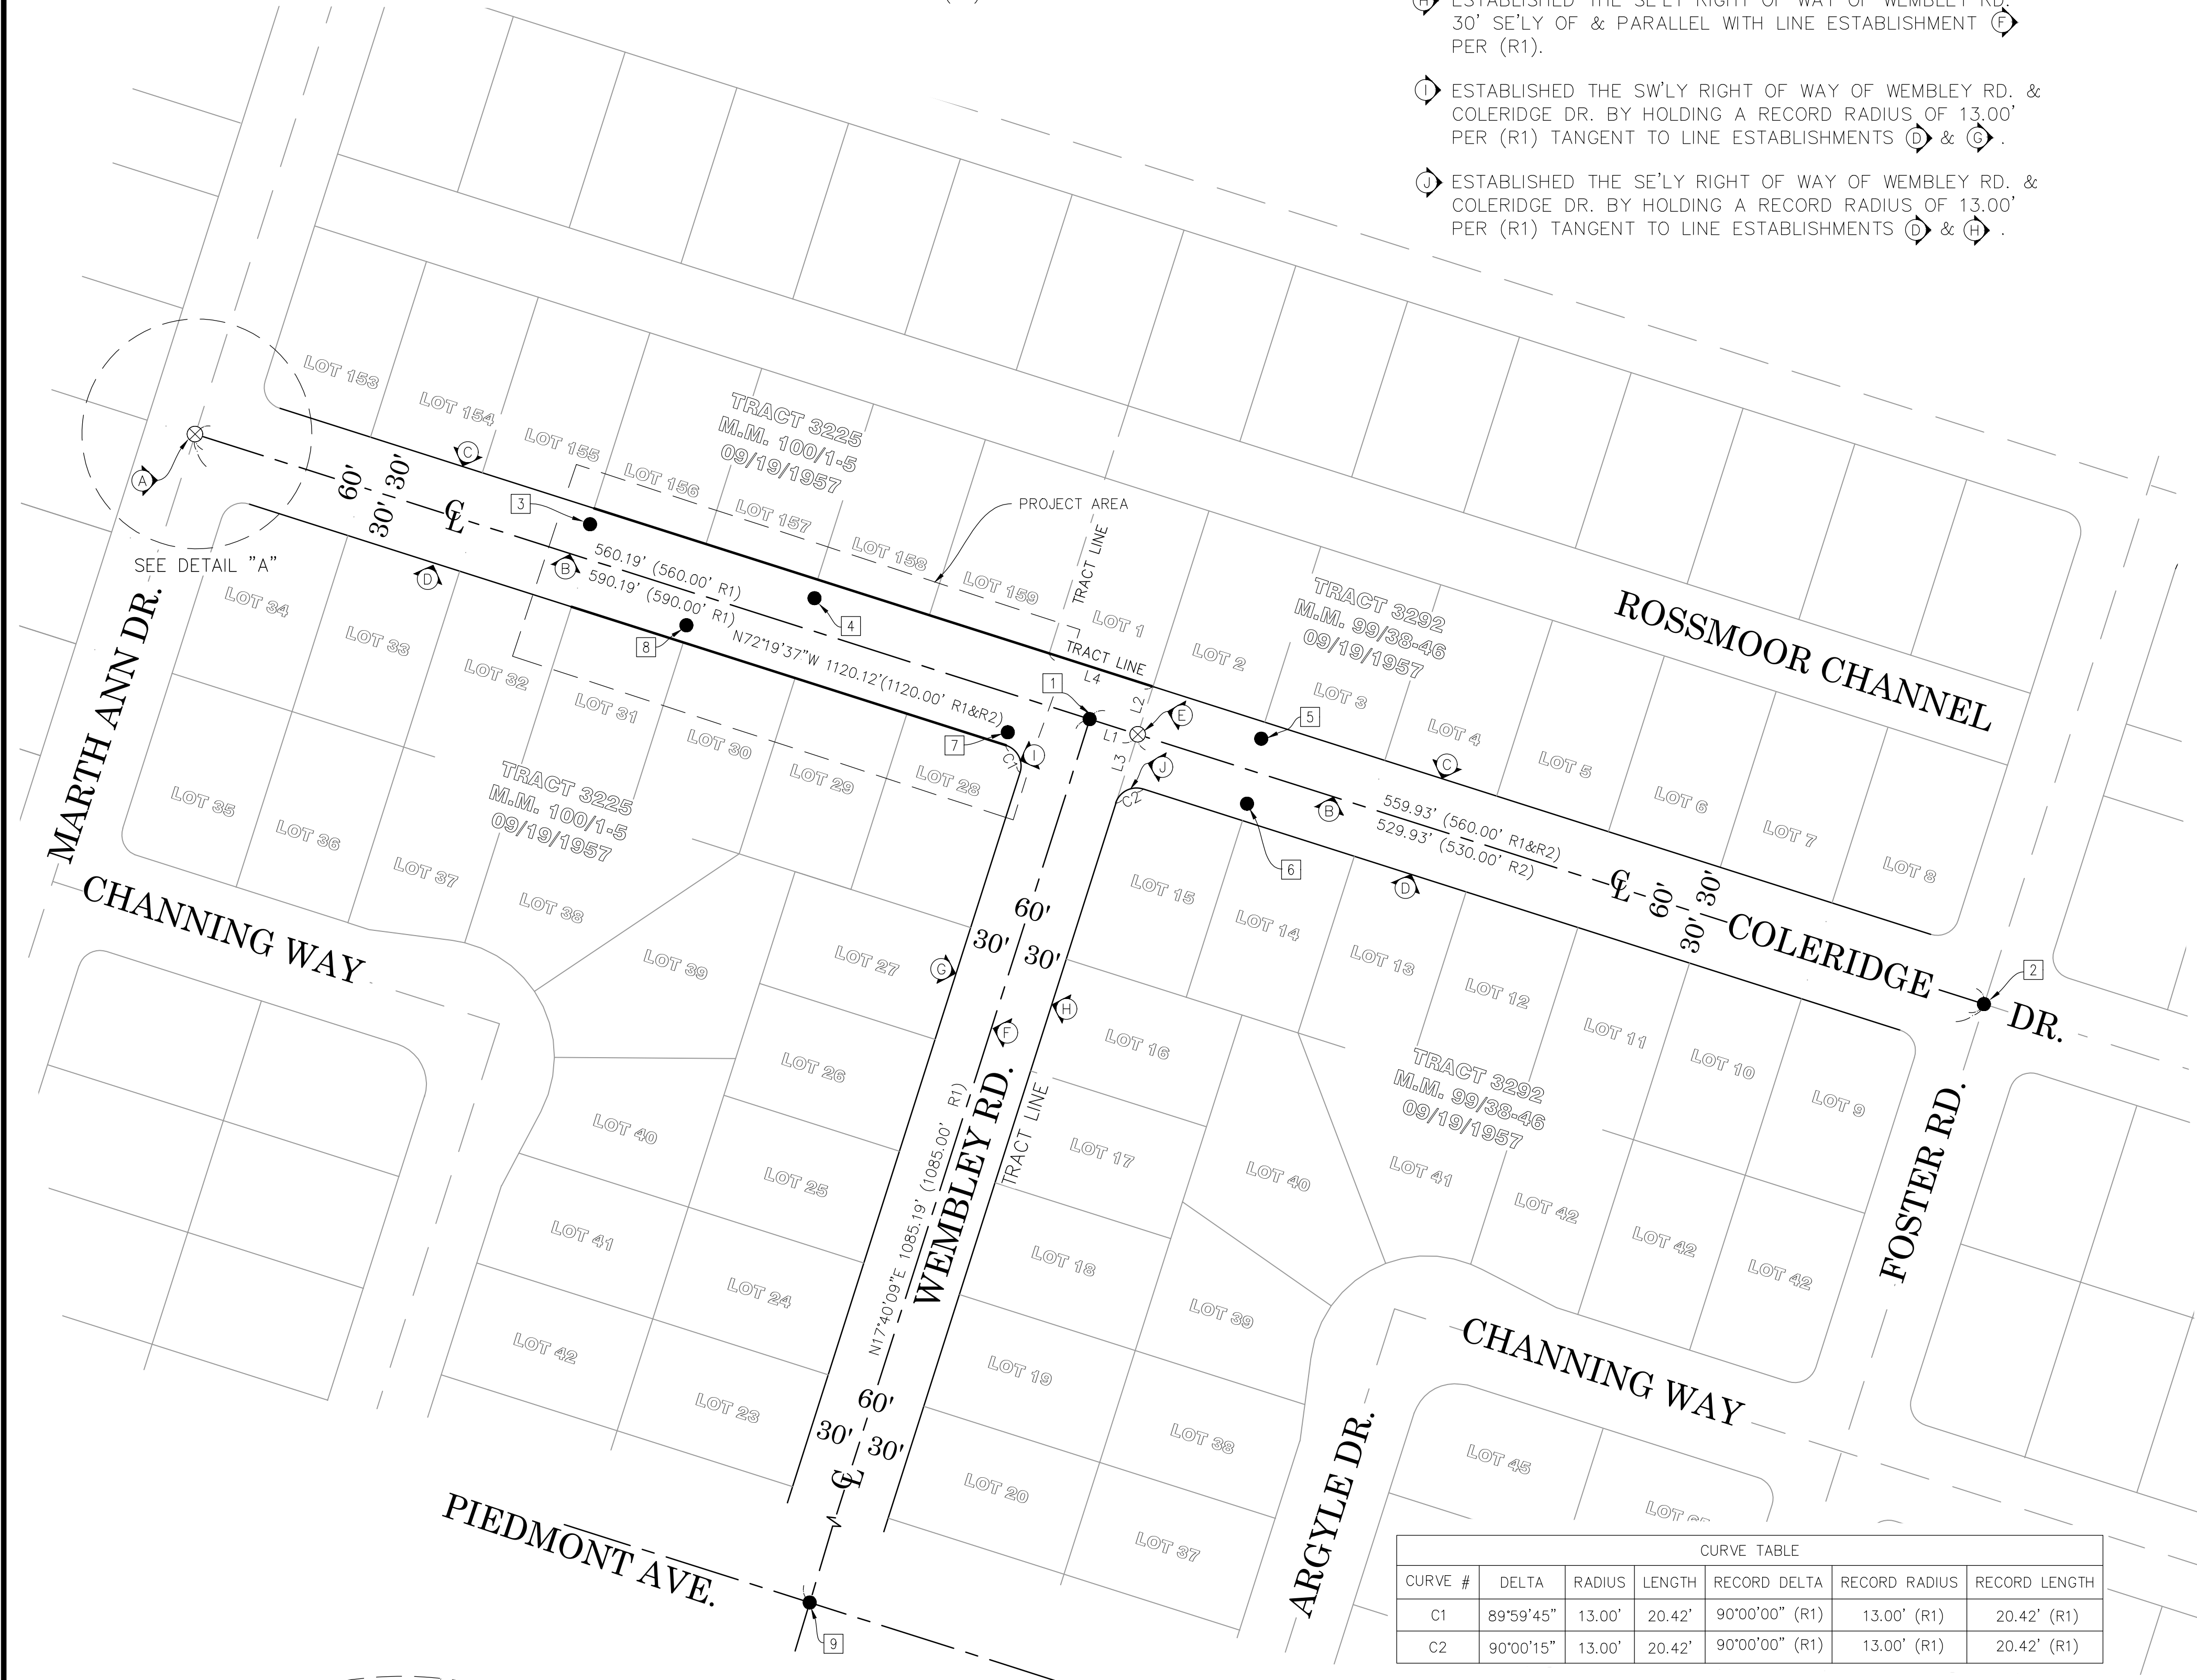 H ESTABLISHED THE SE'LY RIGHT OF WAY OF WEMBLEY RD.
30' SE'LY OF & PARALLEL WITH LINE ESTABLISHMENT F
PER (R1).
I ESTABLISHED THE SW'LY RIGHT OF WAY OF WEMBLEY RD. &
COLERIDGE DR. BY HOLDING A RECORD RADIUS OF 13.00'
PER (R1) TANGENT TO LINE ESTABLISHMENTS D & G .
J ESTABLISHED THE SE'LY RIGHT OF WAY OF WEMBLEY RD. &
COLERIDGE DR. BY HOLDING A RECORD RADIUS OF 13.00'
PER (R1) TANGENT TO LINE ESTABLISHMENTS D & H .
LOT 153
LOT 154
LOT 155
LOT 156
LOT 157
LOT 158
LOT 159
TRACT 3225
M.M. 100/1-5
09/19/1957
PROJECT AREA
TRACT LINE
TRACT LINE
LOT 1
LOT 2
LOT 3
LOT 4
LOT 5
LOT 6
LOT 7
LOT 8
TRACT 3292
M.M. 99/38-46
09/19/1957
ROSSMOOR CHANNEL
A
C
60'
30'
30'
CL
3
B
D
8
4
1
L4
L2
L1
L3
E
5
7
I
C1
J
C2
6
B
C
D
SEE DETAIL "A"
560.19' (560.00' R1)
590.19' (590.00' R1)
N72°19'37"W 1120.12'(1120.00' R1&R2)
559.93' (560.00' R1&R2)
529.93' (530.00' R2)
CL
60'
30'
30'
COLERIDGE DR.
2
MARTH ANN DR.
LOT 34
LOT 33
LOT 32
LOT 31
LOT 30
LOT 29
LOT 28
LOT 35
LOT 36
LOT 37
LOT 38
LOT 39
LOT 27
TRACT 3225
M.M. 100/1-5
09/19/1957
CHANNING WAY
LOT 26
LOT 40
LOT 25
LOT 41
LOT 24
LOT 42
LOT 23
60'
30'
30'
G
F
H
N17°40'09"E 1085.19' (1085.00' R1)
WEMBLEY RD.
TRACT LINE
60'
30'
30'
CL
LOT 15
LOT 14
LOT 13
LOT 12
LOT 11
LOT 10
LOT 9
LOT 16
LOT 17
LOT 18
LOT 19
LOT 20
LOT 40
LOT 41
LOT 42
LOT 42
LOT 42
LOT 39
LOT 38
LOT 37
TRACT 3292
M.M. 99/38-46
09/19/1957
FOSTER RD.
CHANNING WAY
ARGYLE DR.
LOT 45
PIEDMONT AVE.
9
CURVE TABLE
CURVE # DELTA RADIUS LENGTH RECORD DELTA RECORD RADIUS RECORD LENGTH
C1 89°59'45" 13.00' 20.42' 90°00'00" (R1) 13.00' (R1) 20.42' (R1)
C2 90°00'15" 13.00' 20.42' 90°00'00" (R1) 13.00' (R1) 20.42' (R1)